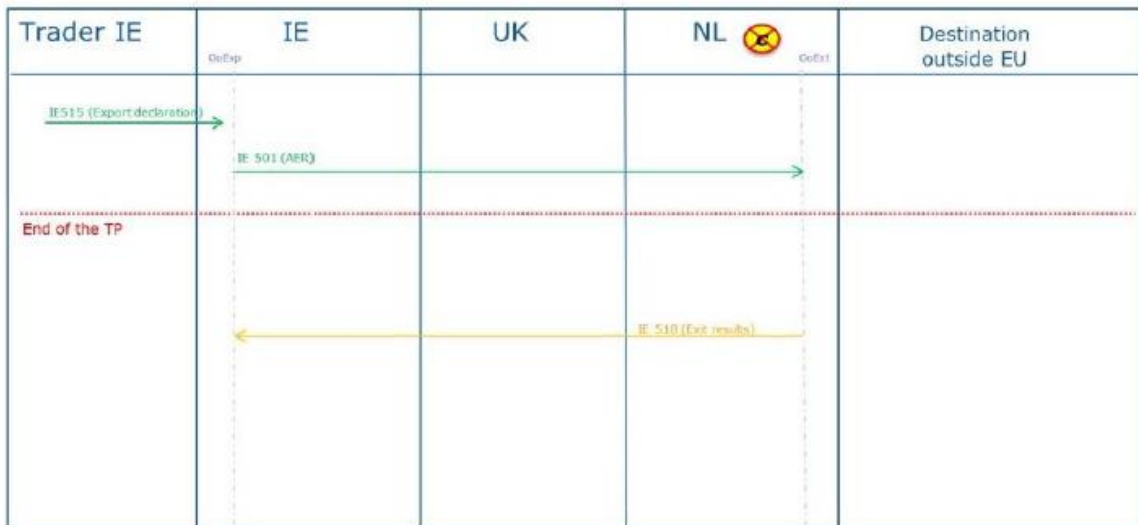 Trader IE
IE
UK
NL
Destination
outside EU
OoExp
OoExt
IE515 (Export declaration)
IE 501 (AER)
End of the TP
IE 518 (Exit results)